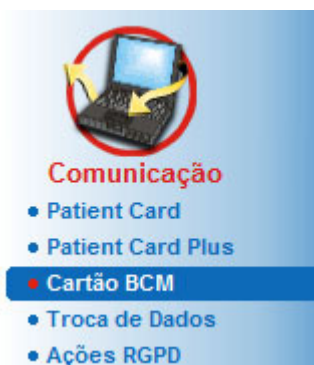 Comunicação
Patient Card
Patient Card Plus
Cartão BCM
Troca de Dados
Ações RGPD